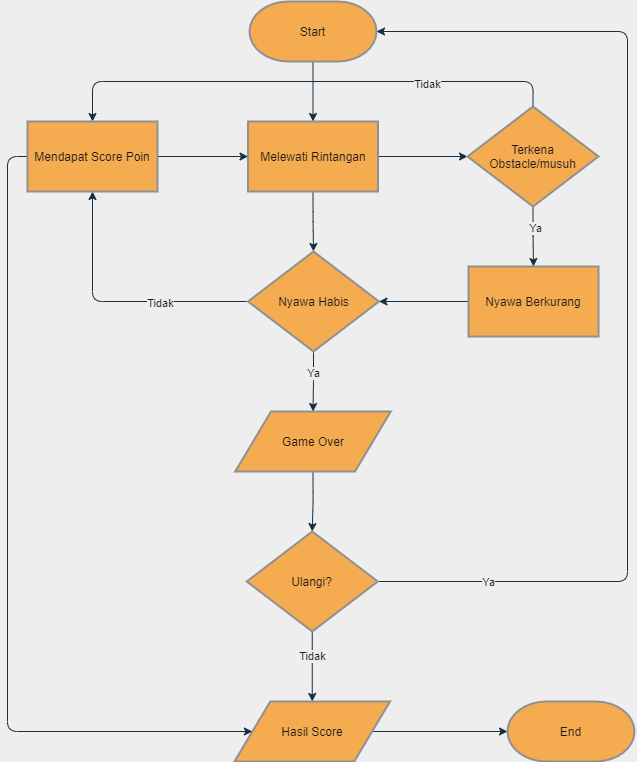 Start
Tidak
Mendapat Score Poin
Melewati Rintangan
Terkena
Obstacle/musuh
Ya
Tidak
Nyawa Habis
Nyawa Berkurang
Ya
Game Over
Ulangi?
Ya
Tidak
Hasil Score
End